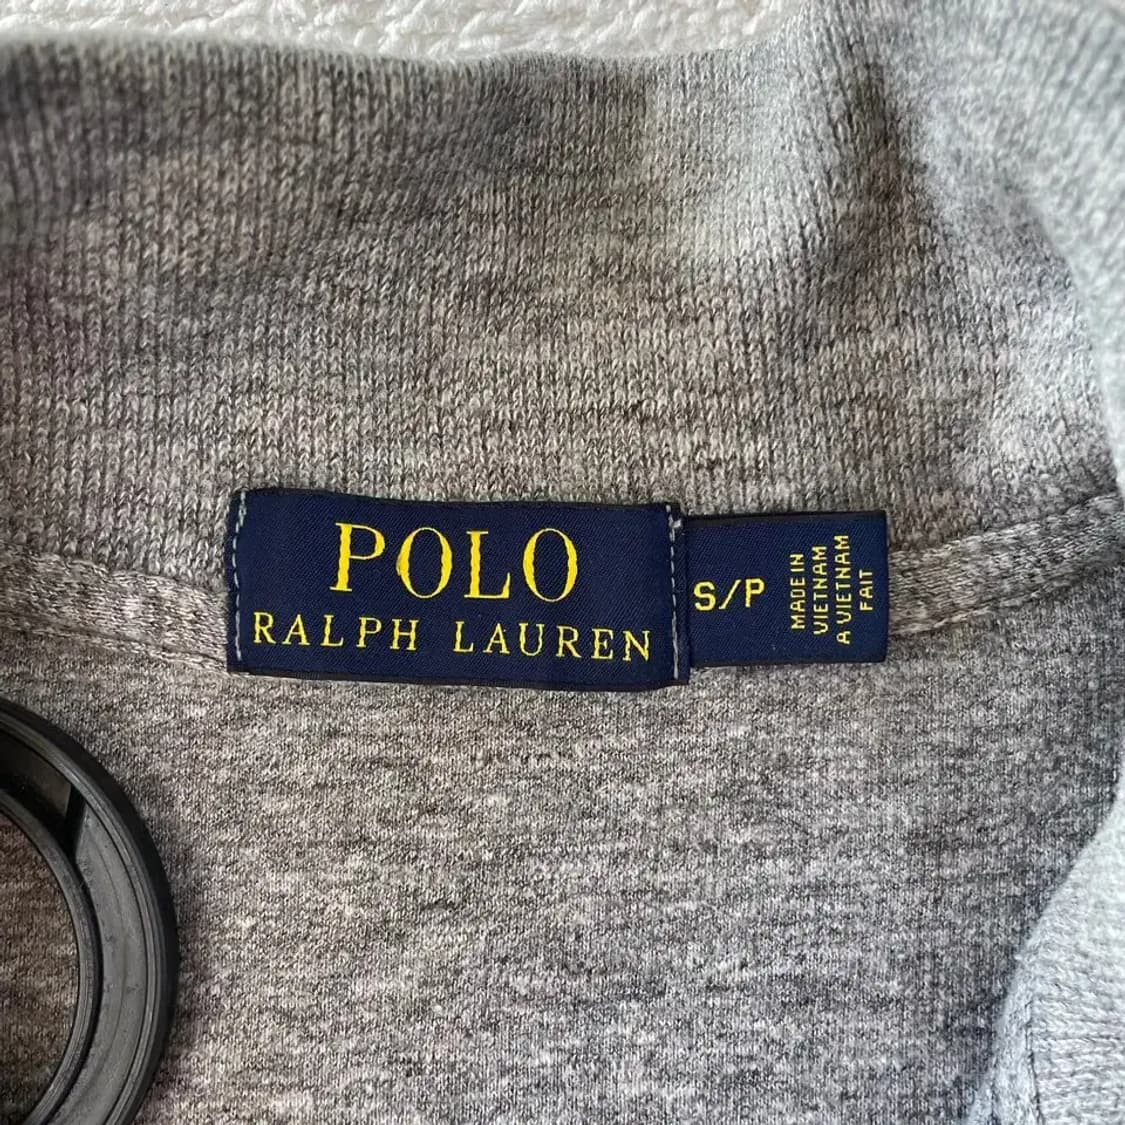 POLO
RALPH LAUREN
S/P
MADE IN
VIETNAM
A VIETNAM
FAIT